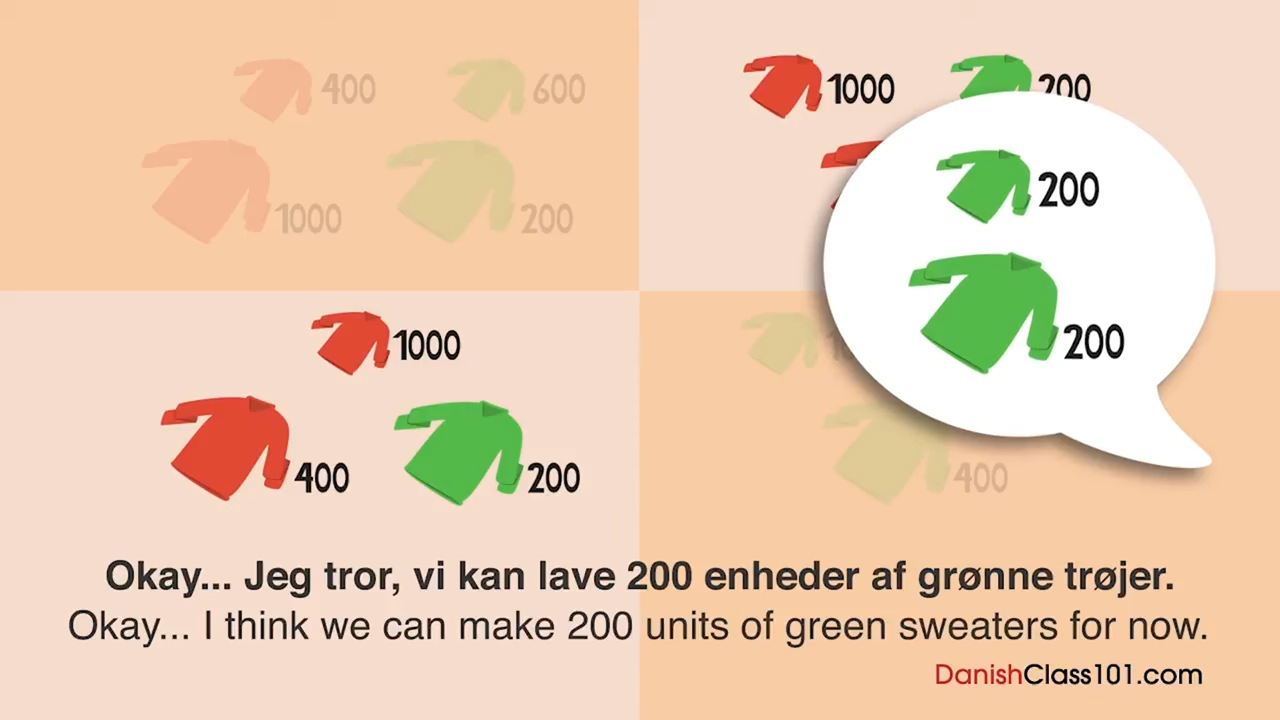 400 600
1000 200
1000 200
200
200
1000
400 200
400
Okay... Jeg tror, vi kan lave 200 enheder af grønne trøjer.
Okay... I think we can make 200 units of green sweaters for now.
DanishClass101.com